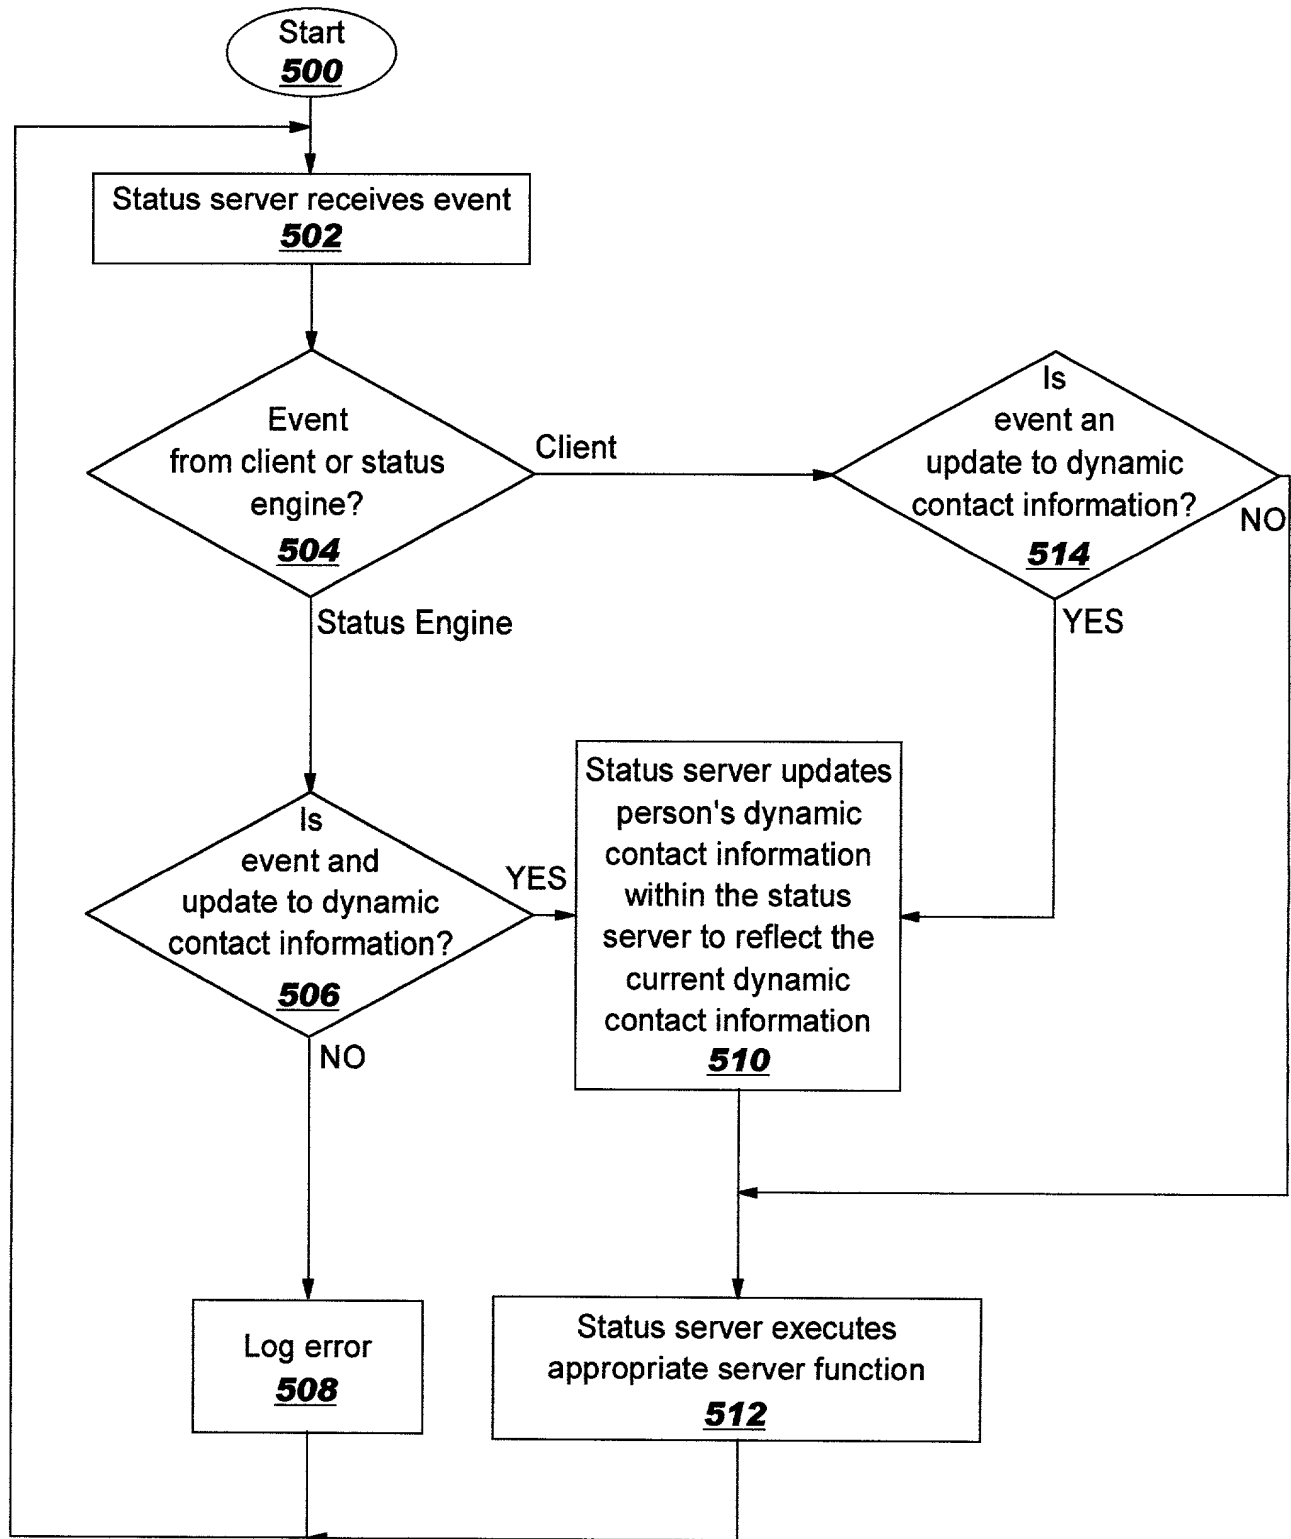 Start
500
Status server receives event
502
Event
from client or status
engine?
504
Client
Is
event an
update to dynamic
contact information?
514
NO
YES
Status Engine
Is
event and
update to dynamic
contact information?
506
YES
NO
Status server updates
person's dynamic
contact information
within the status
server to reflect the
current dynamic
contact information
510
Log error
508
Status server executes
appropriate server function
512